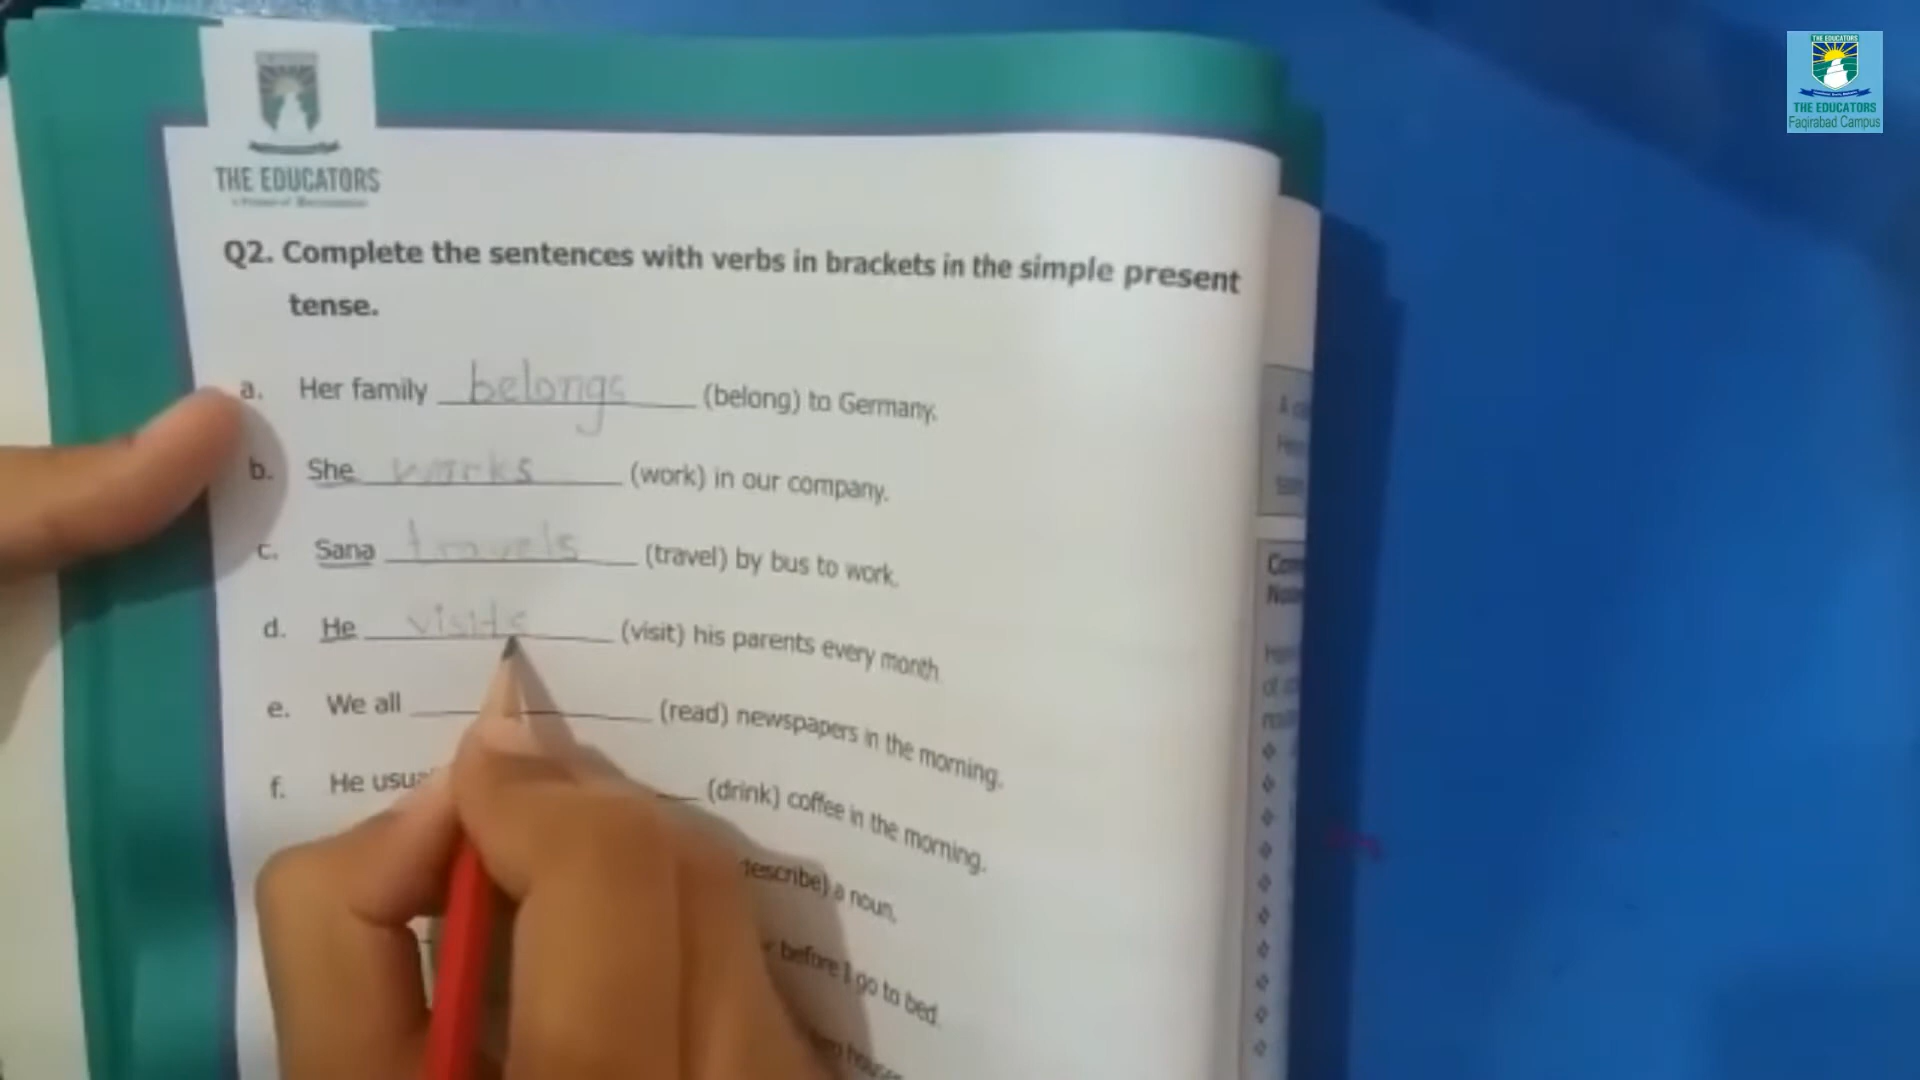 THE EDUCATORS
THE EDUCATORS
Faqirabad Campus
THE EDUCATORS
Q2. Complete the sentences with verbs in brackets in the simple present
tense.
a. Her family belongs (belong) to Germany.
b. She works (work) in our company.
c. Sana travels (travel) by bus to work.
d. He visits (visit) his parents every month
e. We all ____ (read) newspapers in the morning.
f. He (drink) coffee in the morning.
a noun.
before I go to bed.